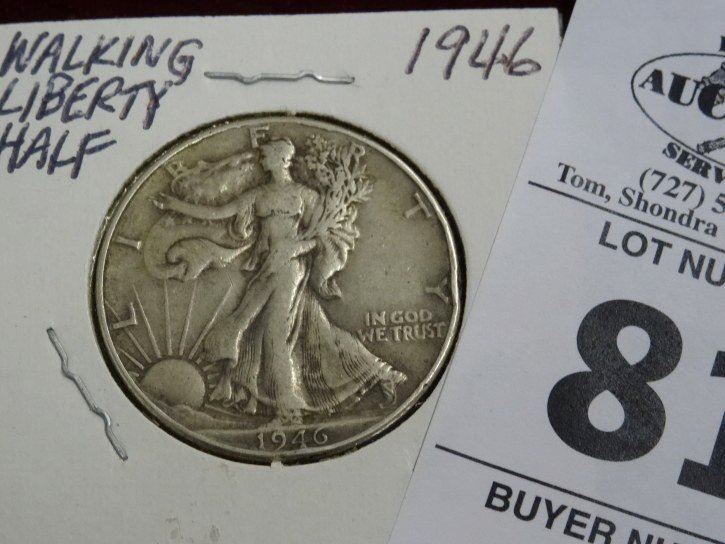 WALKING
LIBERTY
HALF
1946
LIBERTY
IN GOD
WE TRUST
1946
SERV
(727) 5
Tom, Shondra
LOT NU
81
BUYER NU